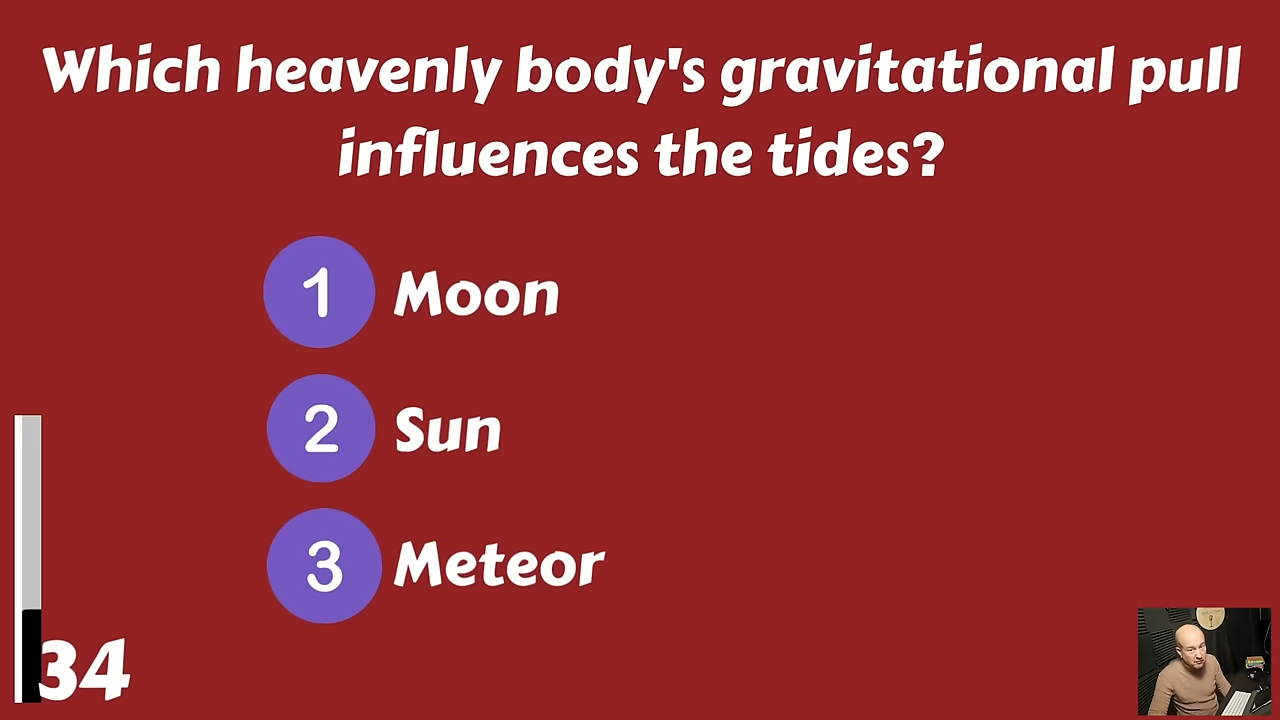 Which heavenly body's gravitational pull
influences the tides?
1 Moon
2 Sun
3 Meteor
34